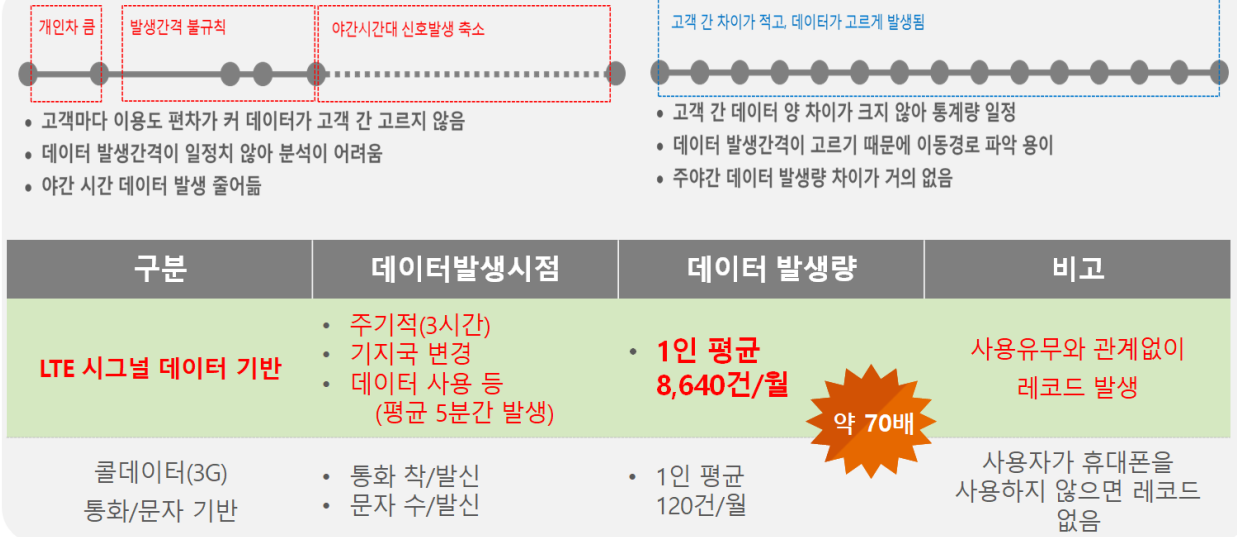 개인차 큼
발생간격 불규칙
야간시간대 신호발생 축소
• 고객마다 이용도 편차가 커 데이터가 고객 간 고르지 않음
• 데이터 발생간격이 일정치 않아 분석이 어려움
• 야간 시간 데이터 발생 줄어듦
고객 간 차이가 적고, 데이터가 고르게 발생됨
• 고객 간 데이터 양 차이가 크지 않아 통계량 일정
• 데이터 발생간격이 고르기 때문에 이동경로 파악 용이
• 주야간 데이터 발생량 차이가 거의 없음
구분
데이터발생시점
데이터 발생량
비고
LTE 시그널 데이터 기반
• 주기적(3시간)
• 기지국 변경
• 데이터 사용 등
(평균 5분간 발생)
• 1인 평균
8,640건/월
약 70배
사용유무와 관계없이
레코드 발생
콜데이터(3G)
통화/문자 기반
• 통화 착/발신
• 문자 수/발신
• 1인 평균
120건/월
사용자가 휴대폰을
사용하지 않으면 레코드
없음